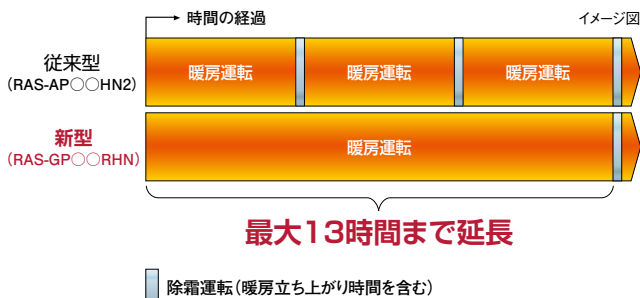 時間の経過
イメージ図
従来型
(RAS-AP○○HN2)
暖房運転
暖房運転
暖房運転
新型
(RAS-GP○○RHN)
暖房運転
最大13時間まで延長
除霜運転(暖房立ち上がり時間を含む)